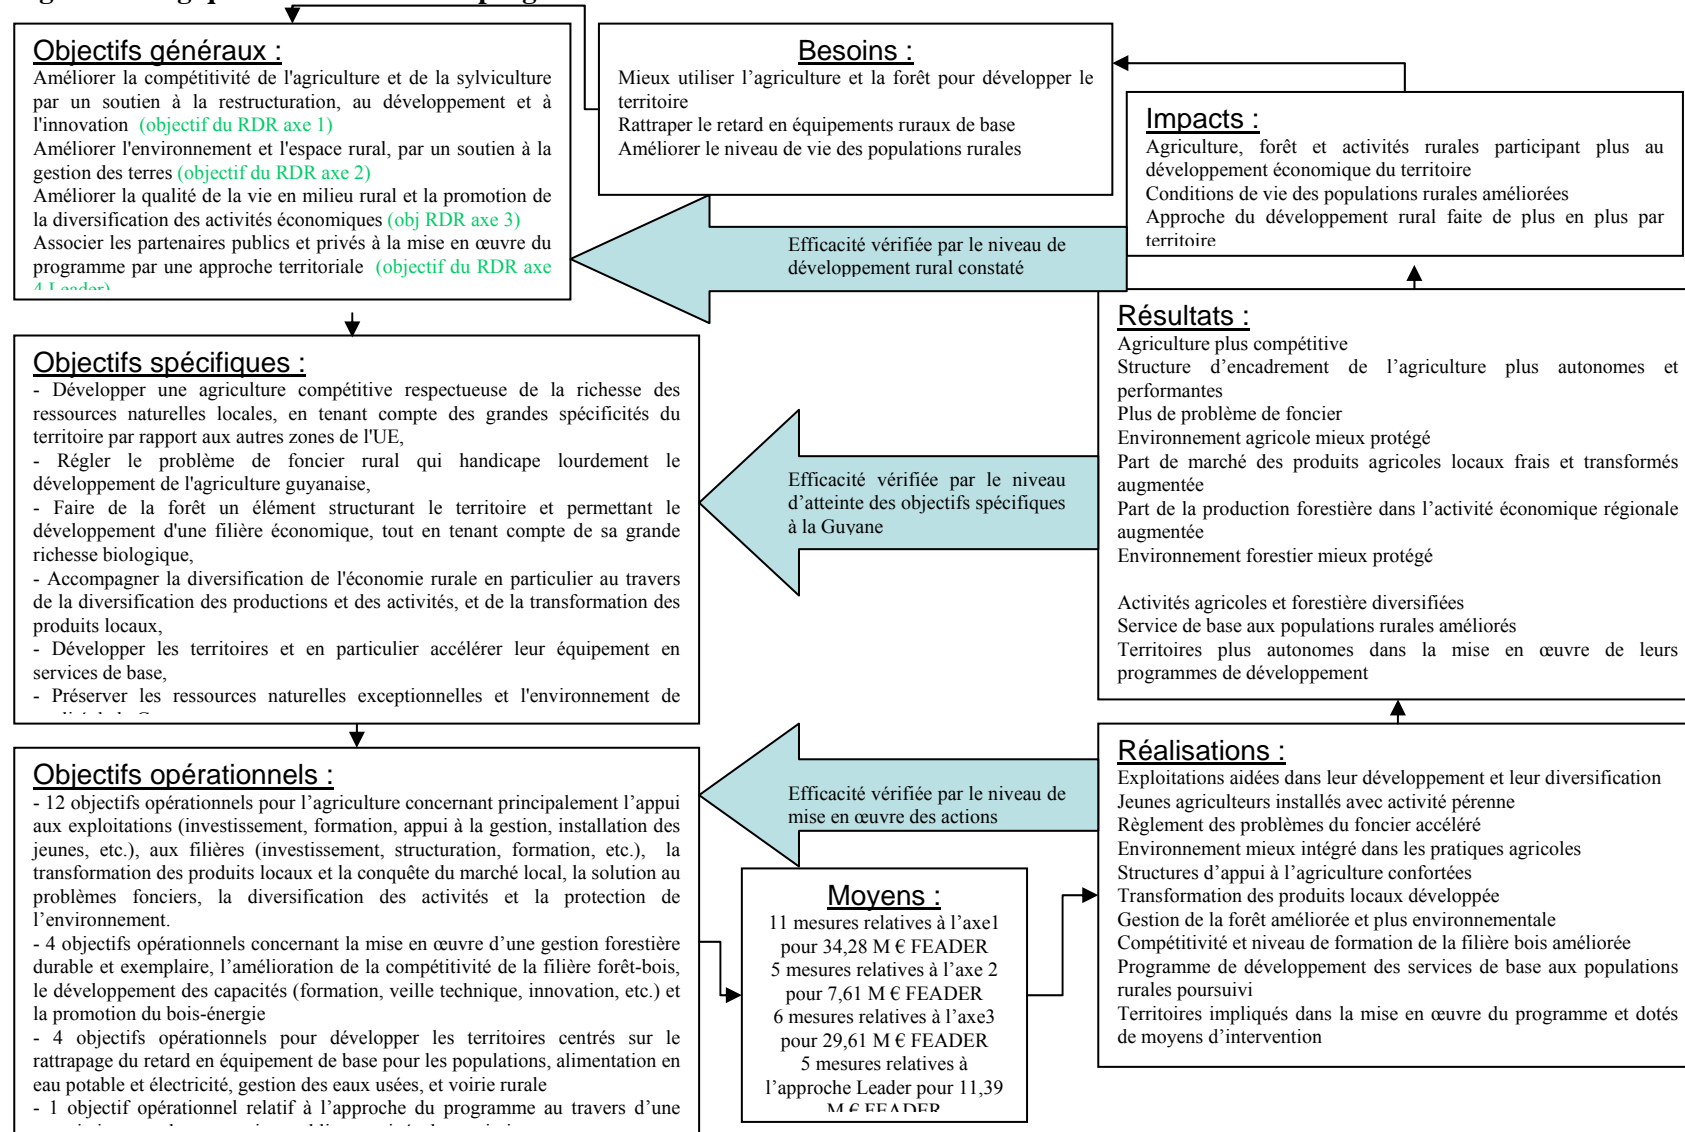 Objectifs généraux :
Améliorer la compétitivité de l'agriculture et de la sylviculture
par un soutien à la restructuration, au développement et à
l'innovation (objectif du RDR axe 1)
Améliorer l'environnement et l'espace rural, par un soutien à la
gestion des terres (objectif du RDR axe 2)
Améliorer la qualité de la vie en milieu rural et la promotion de
la diversification des activités économiques (obj RDR axe 3)
Associer les partenaires publics et privés à la mise en œuvre du
programme par une approche territoriale (objectif du RDR axe
4 Leader)
Besoins :
Mieux utiliser l’agriculture et la forêt pour développer le
territoire
Rattraper le retard en équipements ruraux de base
Améliorer le niveau de vie des populations rurales
Impacts :
Agriculture, forêt et activités rurales participant plus au
développement économique du territoire
Conditions de vie des populations rurales améliorées
Approche du développement rural faite de plus en plus par
territoire
Efficacité vérifiée par le niveau de
développement rural constaté
Objectifs spécifiques :
- Développer une agriculture compétitive respectueuse de la richesse des
ressources naturelles locales, en tenant compte des grandes spécificités du
territoire par rapport aux autres zones de l'UE,
- Régler le problème de foncier rural qui handicape lourdement le
développement de l'agriculture guyanaise,
- Faire de la forêt un élément structurant le territoire et permettant le
développement d'une filière économique, tout en tenant compte de sa grande
richesse biologique,
- Accompagner la diversification de l'économie rurale en particulier au travers
de la diversification des productions et des activités, et de la transformation des
produits locaux,
- Développer les territoires et en particulier accélérer leur équipement en
services de base,
- Préserver les ressources naturelles exceptionnelles et l'environnement de
Efficacité vérifiée par le niveau
d’atteinte des objectifs spécifiques
à la Guyane
Résultats :
Agriculture plus compétitive
Structure d’encadrement de l’agriculture plus autonomes et
performantes
Plus de problème de foncier
Environnement agricole mieux protégé
Part de marché des produits agricoles locaux frais et transformés
augmentée
Part de la production forestière dans l’activité économique régionale
augmentée
Environnement forestier mieux protégé
Activités agricoles et forestière diversifiées
Service de base aux populations rurales améliorés
Territoires plus autonomes dans la mise en œuvre de leurs
programmes de développement
Objectifs opérationnels :
- 12 objectifs opérationnels pour l’agriculture concernant principalement l’appui
aux exploitations (investissement, formation, appui à la gestion, installation des
jeunes, etc.), aux filières (investissement, structuration, formation, etc.), la
transformation des produits locaux et la conquête du marché local, la solution au
problèmes fonciers, la diversification des activités et la protection de
l’environnement.
- 4 objectifs opérationnels concernant la mise en œuvre d’une gestion forestière
durable et exemplaire, l’amélioration de la compétitivité de la filière forêt-bois,
le développement des capacités (formation, veille technique, innovation, etc.) et
la promotion du bois-énergie
- 4 objectifs opérationnels pour développer les territoires centrés sur le
rattrapage du retard en équipement de base pour les populations, alimentation en
eau potable et électricité, gestion des eaux usées, et voirie rurale
- 1 objectif opérationnel relatif à l’approche du programme au travers d’une
Efficacité vérifiée par le niveau de
mise en œuvre des actions
Moyens :
11 mesures relatives à l’axe1
pour 34,28 M € FEADER
5 mesures relatives à l’axe 2
pour 7,61 M € FEADER
6 mesures relatives à l’axe3
pour 29,61 M € FEADER
5 mesures relatives à
l’approche Leader pour 11,39
M € FEADER
Réalisations :
Exploitations aidées dans leur développement et leur diversification
Jeunes agriculteurs installés avec activité pérenne
Règlement des problèmes du foncier accéléré
Environnement mieux intégré dans les pratiques agricoles
Structures d’appui à l’agriculture confortées
Transformation des produits locaux développée
Gestion de la forêt améliorée et plus environnementale
Compétitivité et niveau de formation de la filière bois améliorée
Programme de développement des services de base aux populations
rurales poursuivi
Territoires impliqués dans la mise en œuvre du programme et dotés
de moyens d’intervention